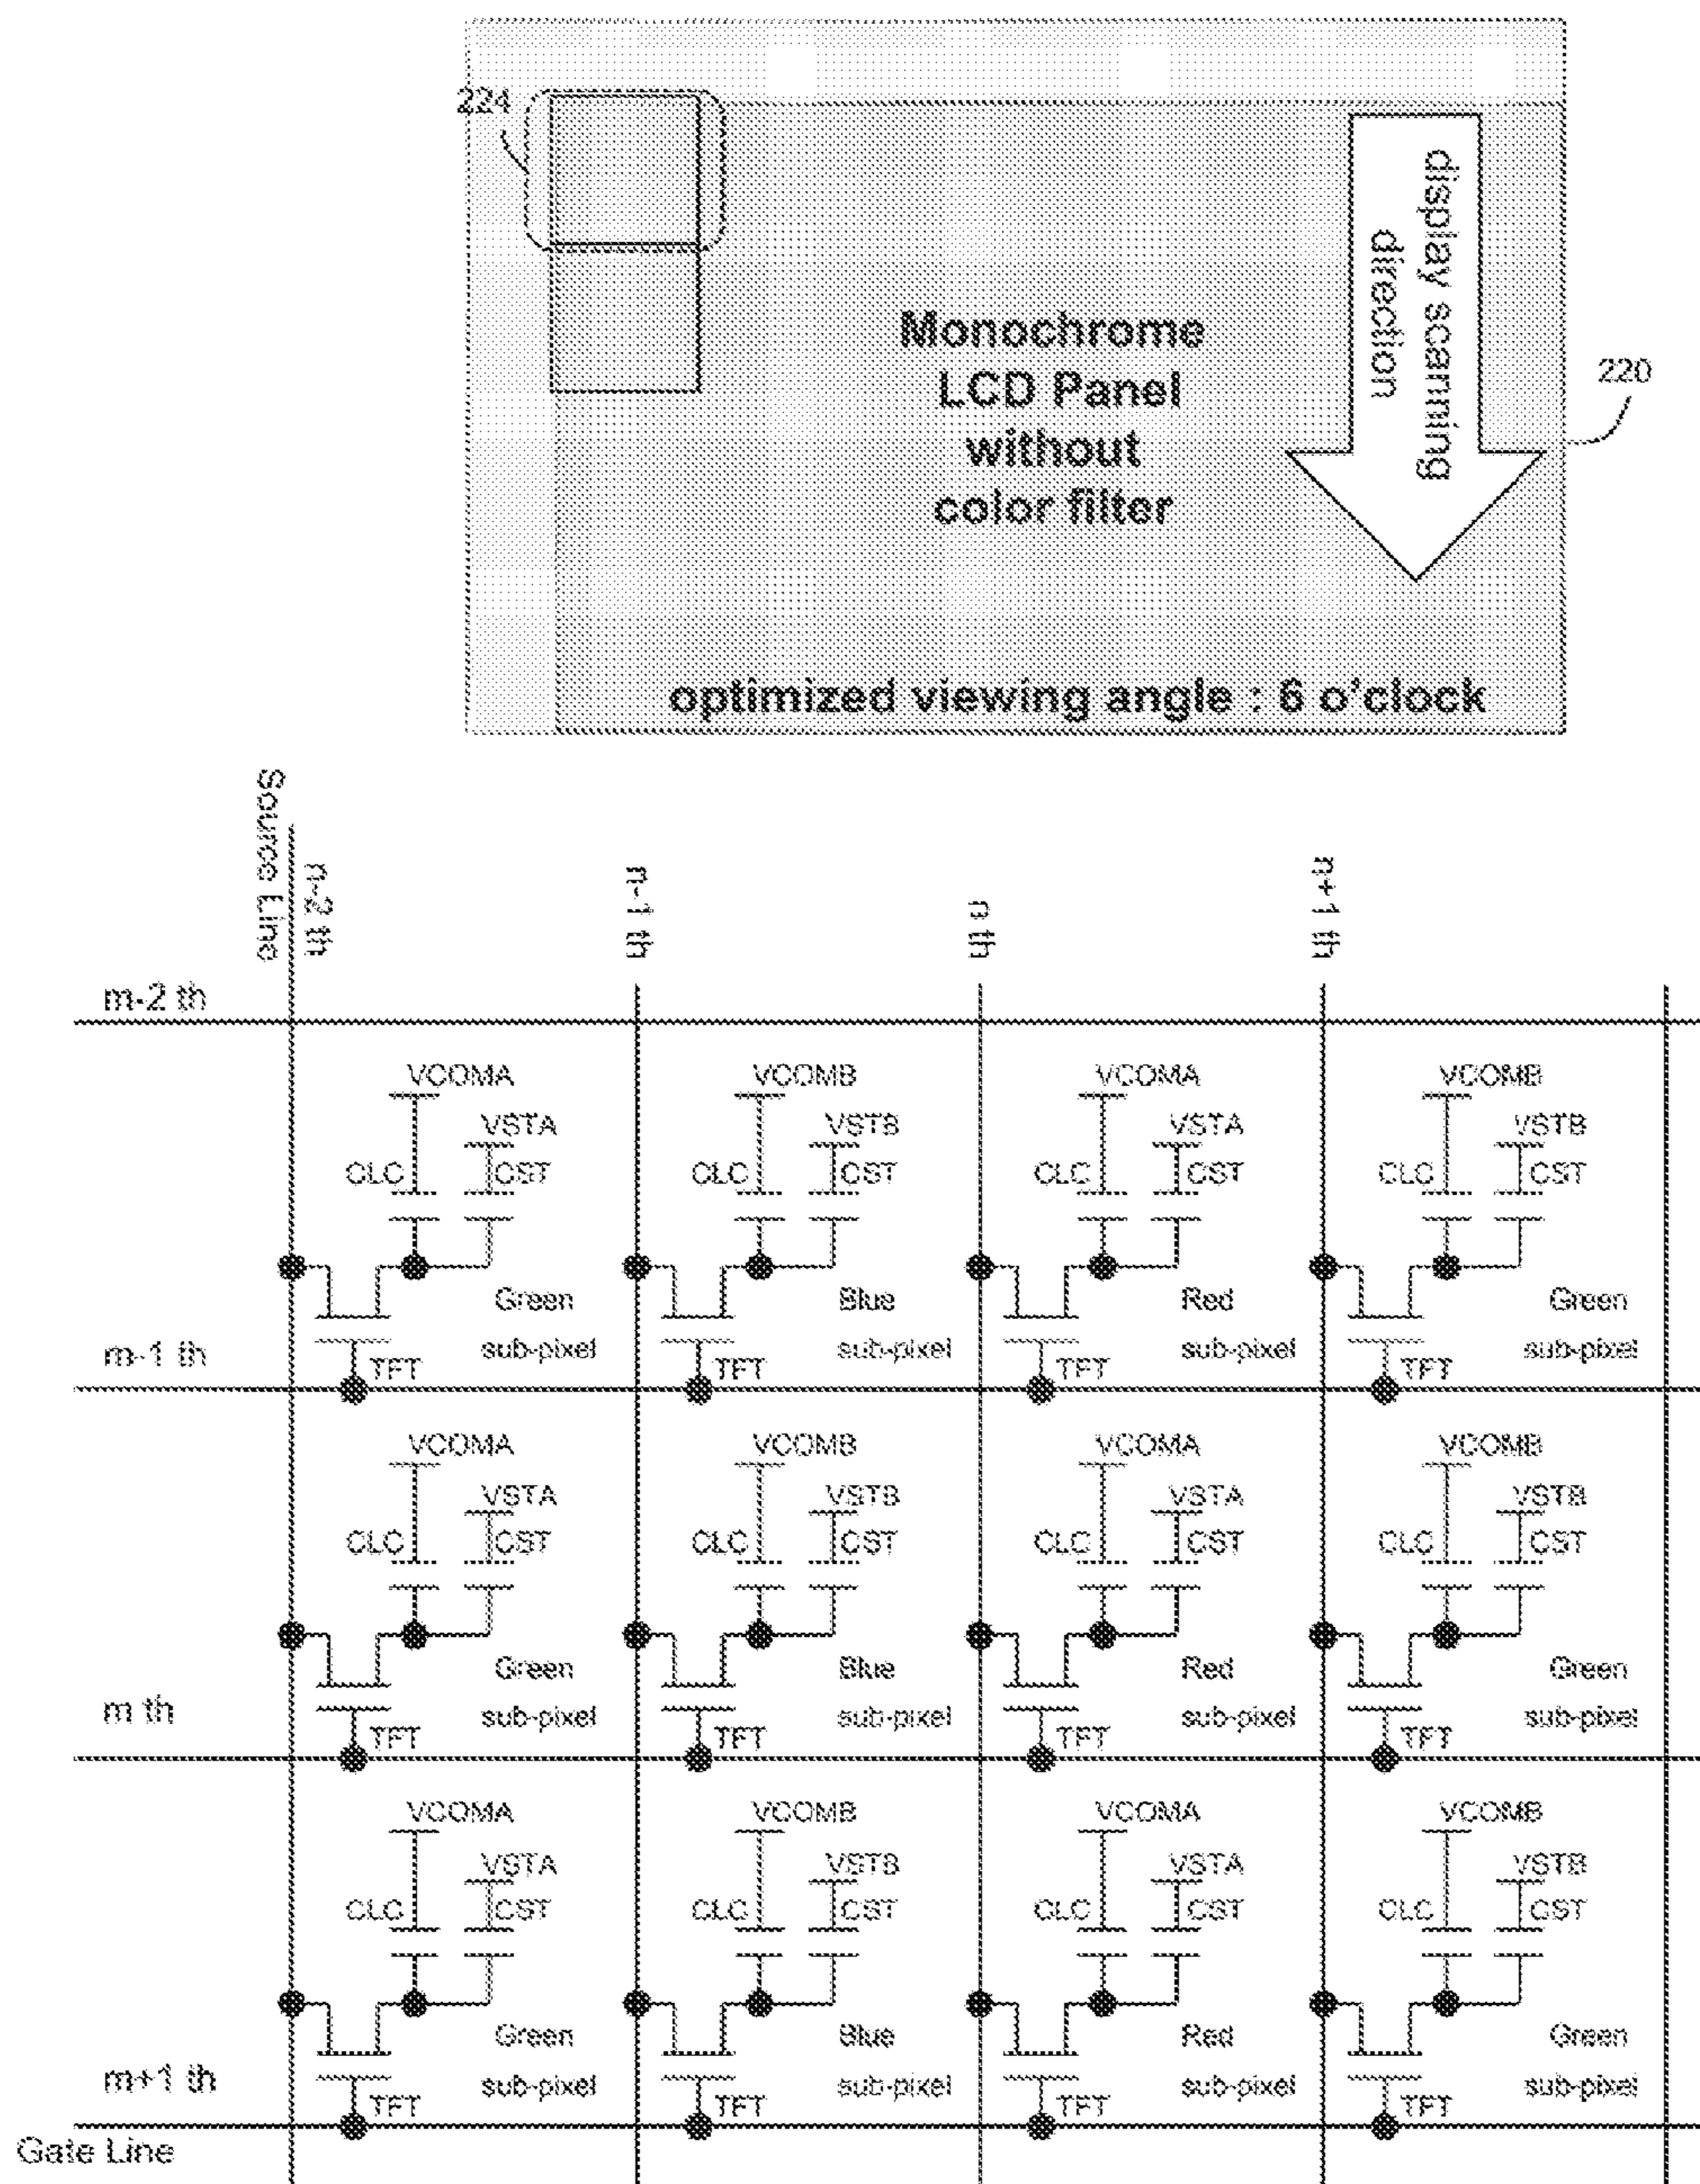 224
display scanning
direction
Monochrome
LCD Panel
without
color filter
220
optimized viewing angle : 6 o'clock
Source Line
n-2 th
n-1 th
n th
n+1 th
m-2 th
VCOMA VCOMB VCOMA VCOMB
VSTA VSTB VSTA VSTB
CLC CST CLC CST CLC CST CLC CST
Green Blue Red Green
sub-pixel sub-pixel sub-pixel sub-pixel
m-1 th
TFT TFT TFT TFT
VCOMA VCOMB VCOMA VCOMB
VSTA VSTB VSTA VSTB
CLC CST CLC CST CLC CST CLC CST
Green Blue Red Green
sub-pixel sub-pixel sub-pixel sub-pixel
m th
TFT TFT TFT TFT
VCOMA VCOMB VCOMA VCOMB
VSTA VSTB VSTA VSTB
CLC CST CLC CST CLC CST CLC CST
Green Blue Red Green
sub-pixel sub-pixel sub-pixel sub-pixel
m+1 th
TFT TFT TFT TFT
Gate Line